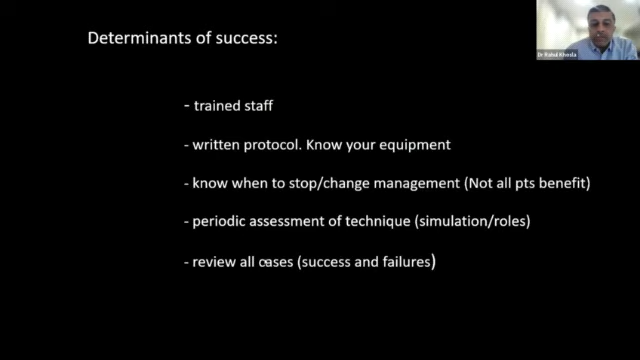 Determinants of success:
Dr Rahul Khosla
- trained staff
- written protocol. Know your equipment
- know when to stop/change management (Not all pts benefit)
- periodic assessment of technique (simulation/roles)
- review all cases (success and failures)